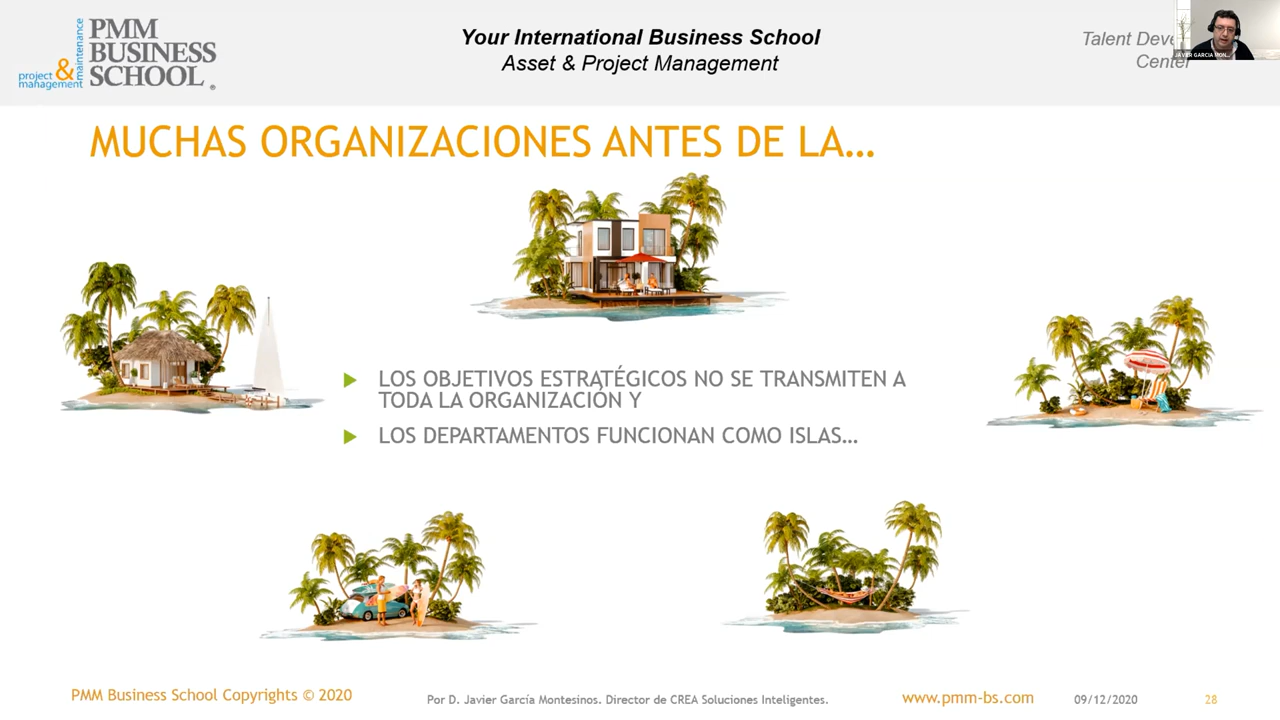 PMM
BUSINESS
SCHOOL
project & maintenance
management
®
Your International Business School
Asset & Project Management
Talent
Center
MUCHAS ORGANIZACIONES ANTES DE LA…
LOS OBJETIVOS ESTRATÉGICOS NO SE TRANSMITEN A
TODA LA ORGANIZACIÓN Y
LOS DEPARTAMENTOS FUNCIONAN COMO ISLAS…
PMM Business School Copyrights © 2020
Por D. Javier García Montesinos. Director de CREA Soluciones Inteligentes.
www.pmm-bs.com
09/12/2020
28